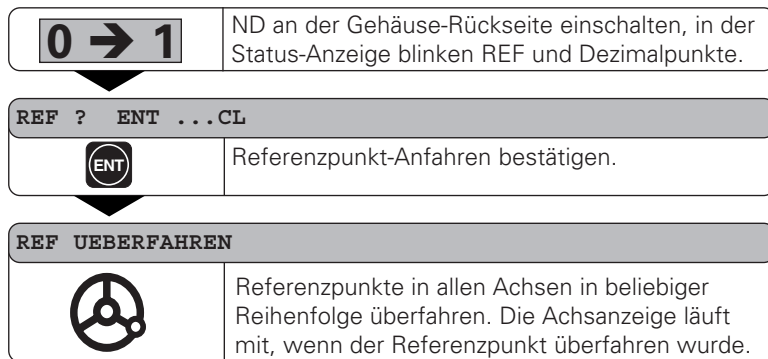 0 ➔ 1
ND an der Gehäuse-Rückseite einschalten, in der
Status-Anzeige blinken REF und Dezimalpunkte.
REF ? ENT ...CL
ENT
Referenzpunkt-Anfahren bestätigen.
REF UEBERFAHREN
Referenzpunkte in allen Achsen in beliebiger
Reihenfolge überfahren. Die Achsanzeige läuft
mit, wenn der Referenzpunkt überfahren wurde.